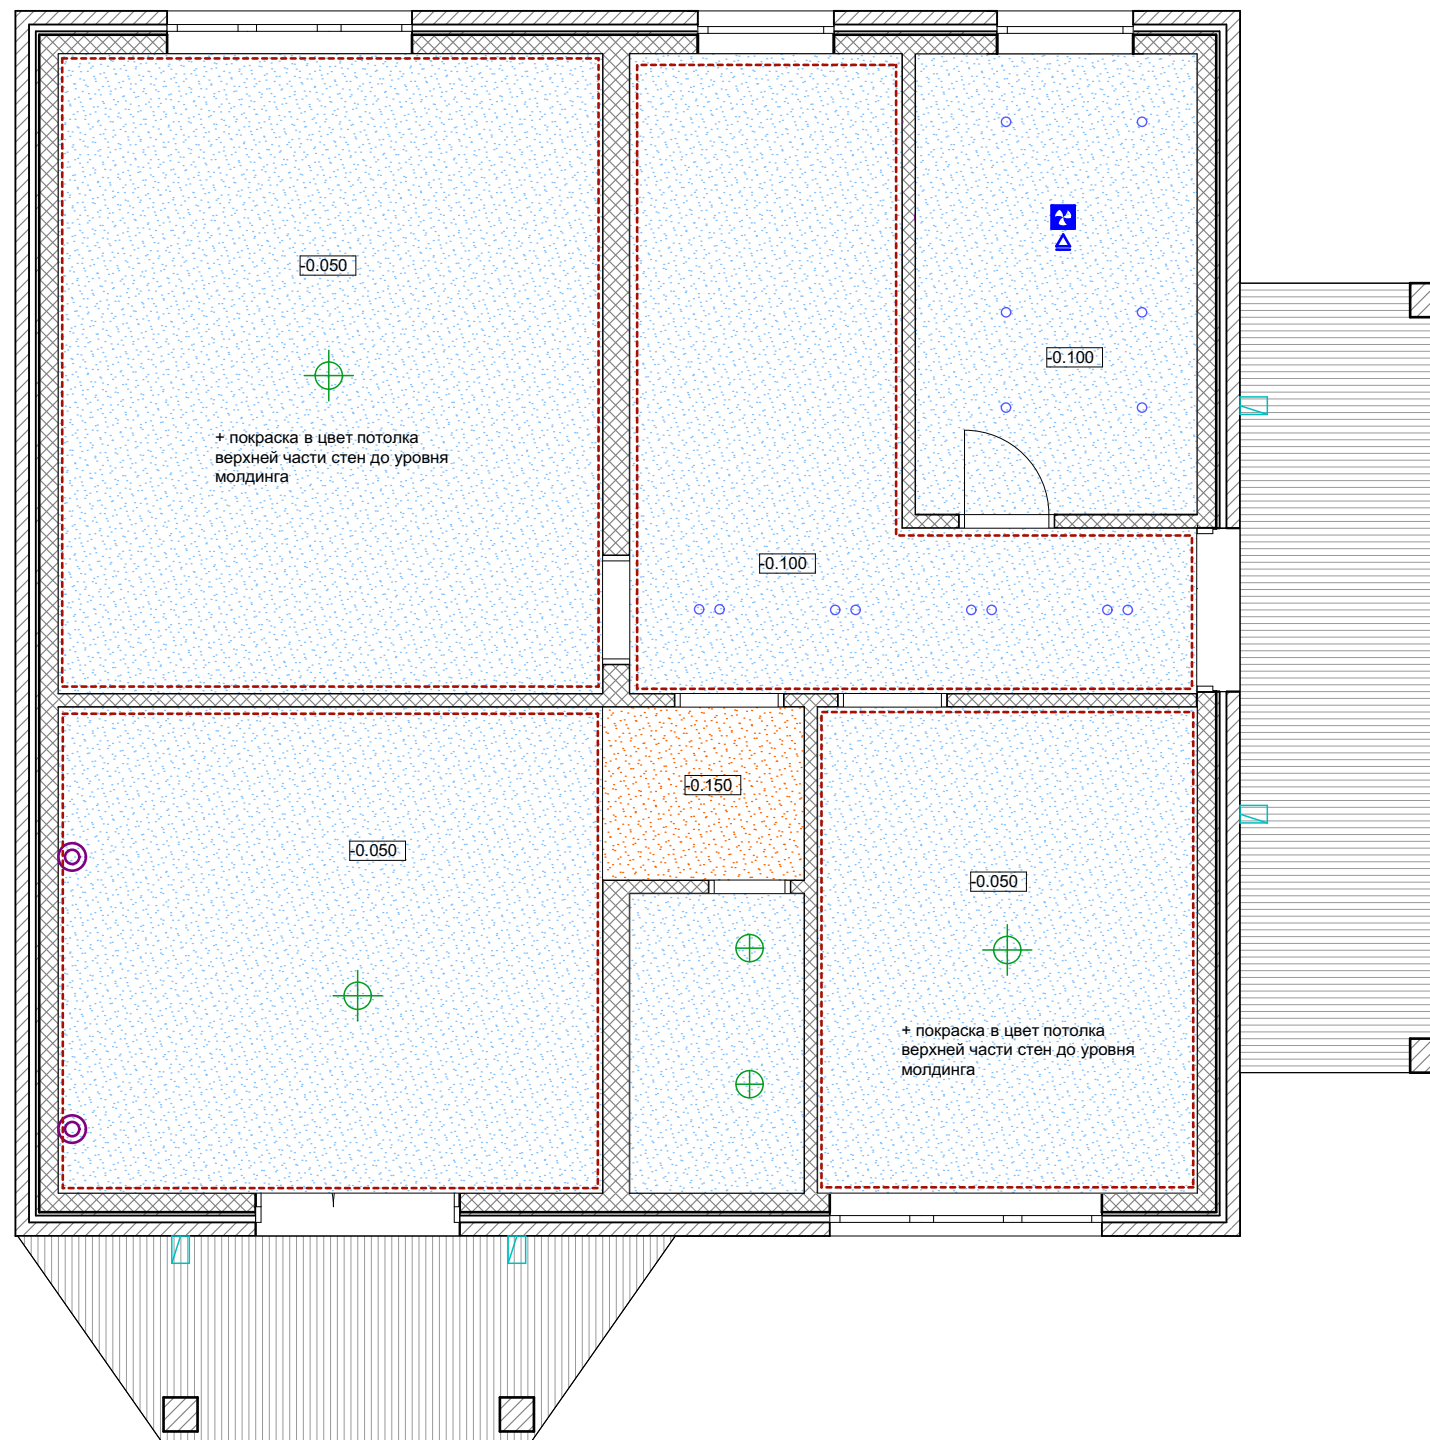 -0.050
-0.100
+ покраска в цвет потолка
верхней части стен до уровня
молдинга
-0.100
-0.150
-0.050
-0.050
+ покраска в цвет потолка
верхней части стен до уровня
молдинга